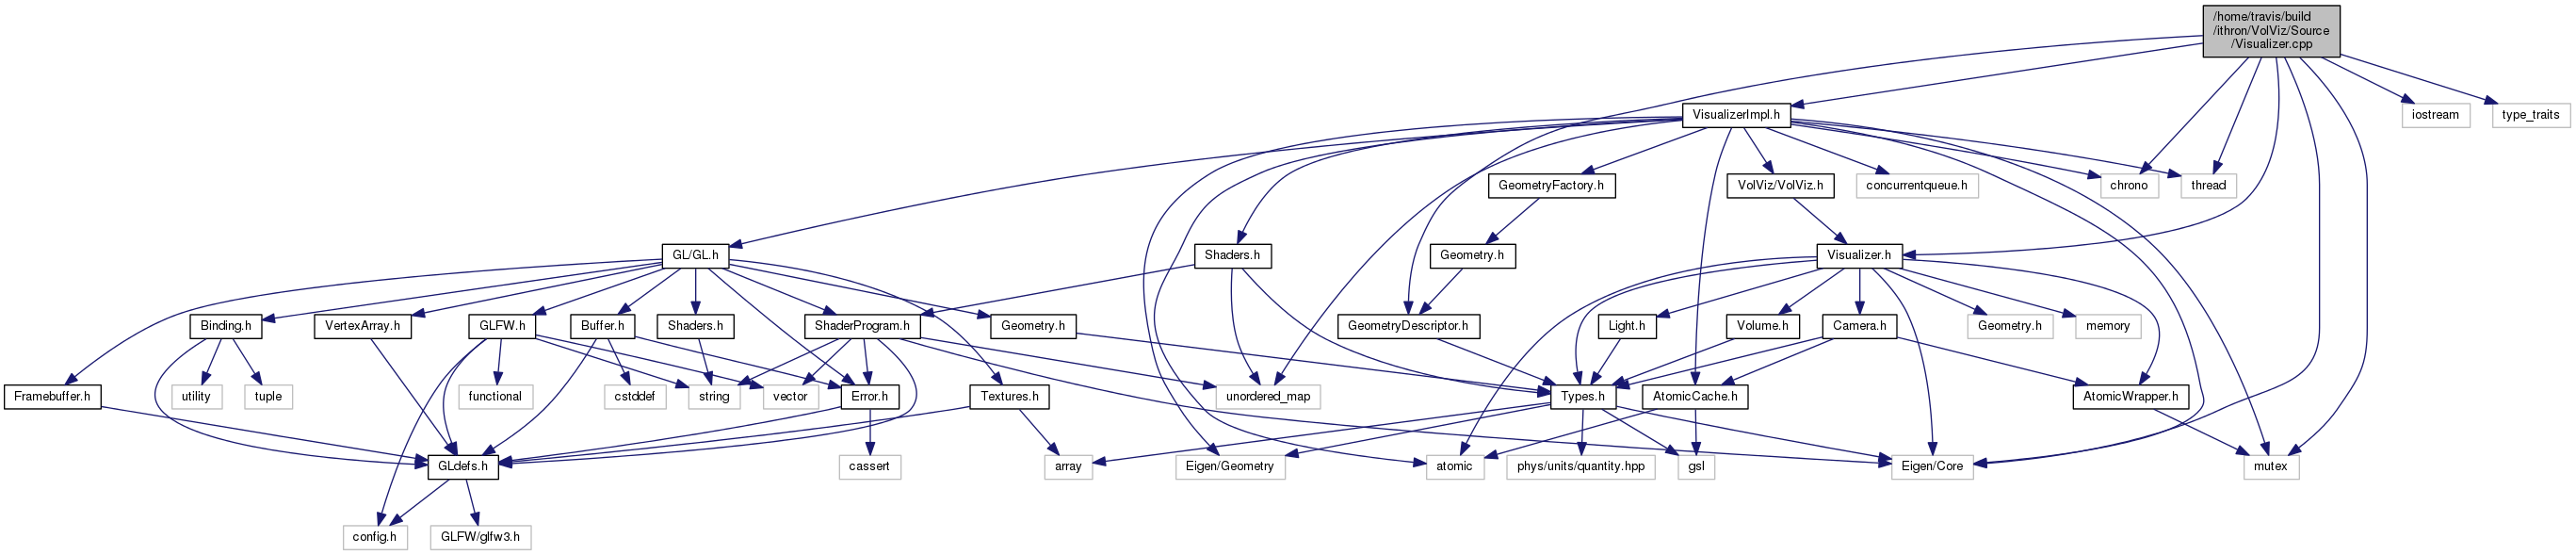 /home/travis/build
/ithron/VolViz/Source
/Visualizer.cpp
VisualizerImpl.h
iostream
type_traits
GeometryFactory.h
VolViz/VolViz.h
concurrentqueue.h
chrono
thread
GL/GL.h
Shaders.h
Geometry.h
Visualizer.h
Binding.h
VertexArray.h
GLFW.h
Buffer.h
Shaders.h
ShaderProgram.h
Geometry.h
GeometryDescriptor.h
Light.h
Volume.h
Camera.h
Geometry.h
memory
Framebuffer.h
utility
tuple
functional
cstddef
string
vector
Error.h
Textures.h
unordered_map
Types.h
AtomicCache.h
AtomicWrapper.h
GLdefs.h
cassert
array
Eigen/Geometry
atomic
phys/units/quantity.hpp
gsl
Eigen/Core
mutex
config.h
GLFW/glfw3.h